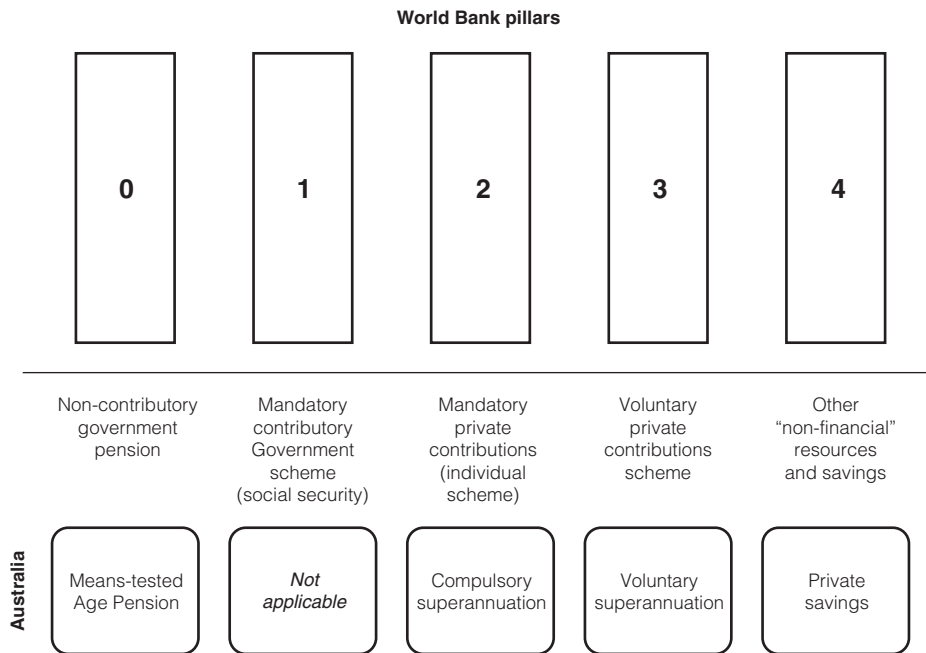 World Bank pillars
0
1
2
3
4
Non-contributory
government
pension
Mandatory
contributory
Government
scheme
(social security)
Mandatory
private
contributions
(individual
scheme)
Voluntary
private
contributions
scheme
Other
“non-financial”
resources
and savings
Australia
Means-tested
Age Pension
Not
applicable
Compulsory
superannuation
Voluntary
superannuation
Private
savings